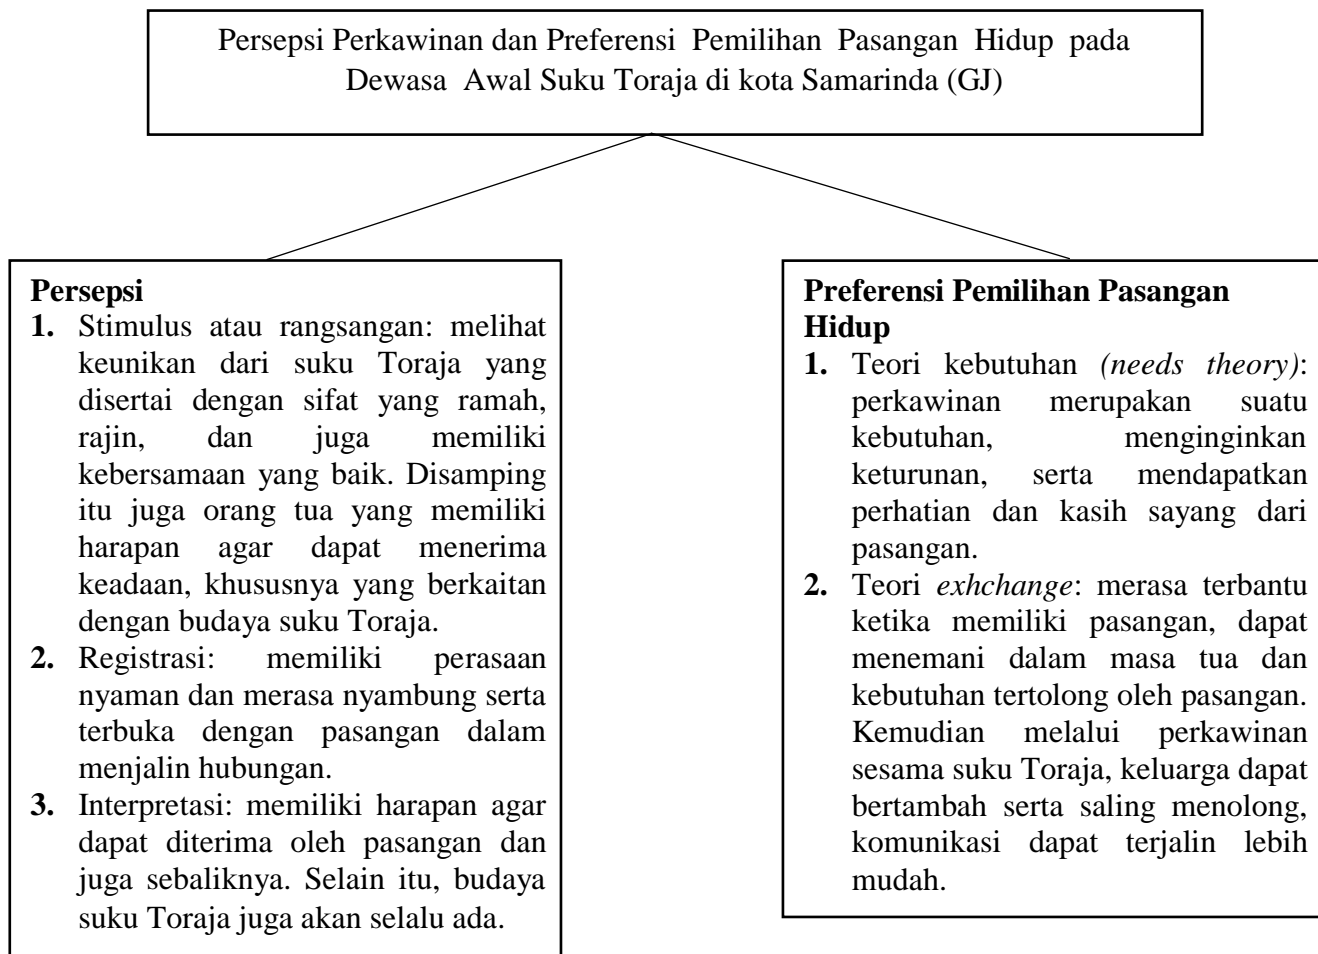 Persepsi Perkawinan dan Preferensi Pemilihan Pasangan Hidup pada
Dewasa Awal Suku Toraja di kota Samarinda (GJ)
Persepsi
1. Stimulus atau rangsangan: melihat
keunikan dari suku Toraja yang
disertai dengan sifat yang ramah,
rajin, dan juga memiliki
kebersamaan yang baik. Disamping
itu juga orang tua yang memiliki
harapan agar dapat menerima
keadaan, khususnya yang berkaitan
dengan budaya suku Toraja.
2. Registrasi: memiliki perasaan
nyaman dan merasa nyambung serta
terbuka dengan pasangan dalam
menjalin hubungan.
3. Interpretasi: memiliki harapan agar
dapat diterima oleh pasangan dan
juga sebaliknya. Selain itu, budaya
suku Toraja juga akan selalu ada.
Preferensi Pemilihan Pasangan
Hidup
1. Teori kebutuhan (needs theory):
perkawinan merupakan suatu
kebutuhan, menginginkan
keturunan, serta mendapatkan
perhatian dan kasih sayang dari
pasangan.
2. Teori exhchange: merasa terbantu
ketika memiliki pasangan, dapat
menemani dalam masa tua dan
kebutuhan tertolong oleh pasangan.
Kemudian melalui perkawinan
sesama suku Toraja, keluarga dapat
bertambah serta saling menolong,
komunikasi dapat terjalin lebih
mudah.